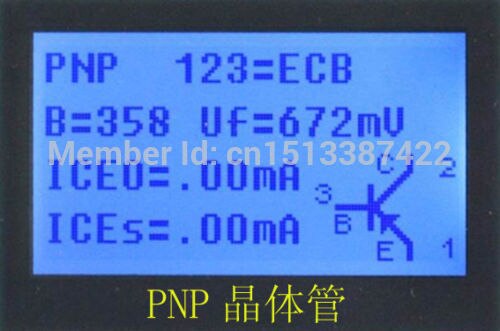 PNP 123=ECB
B=358 Uf=672mV
Member Id: cn1513387422
ICE0=.00mA
ICEs=.00mA
C 2
3
B
E 1
PNP 晶体管